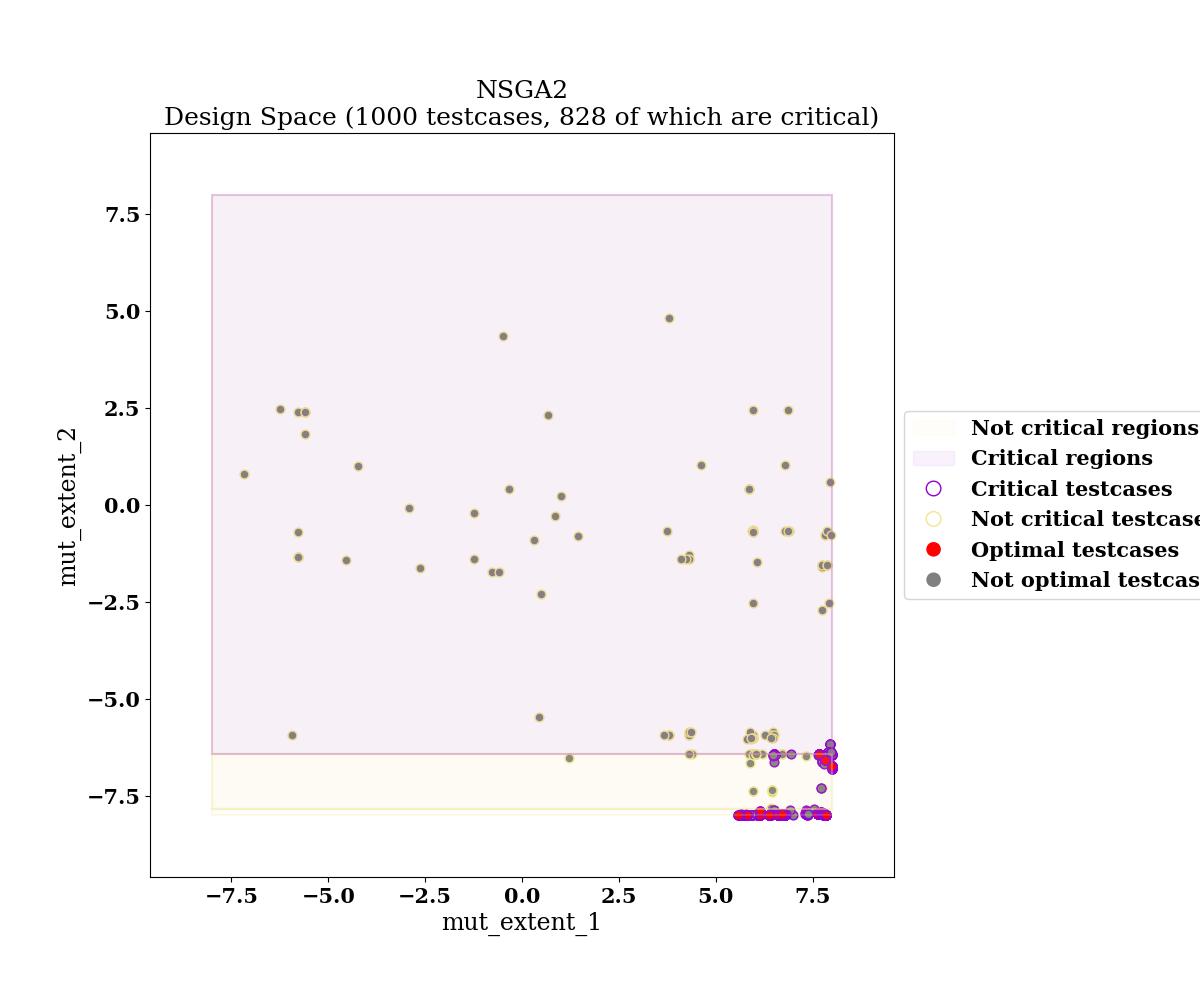 NSGA2
Design Space (1000 testcases, 828 of which are critical)
7.5
5.0
2.5
0.0
−2.5
−5.0
−7.5
mut_extent_2
−7.5
−5.0
−2.5
0.0
2.5
5.0
7.5
mut_extent_1
Not critical regions
Critical regions
Critical testcases
Not critical testcase
Optimal testcases
Not optimal testcas